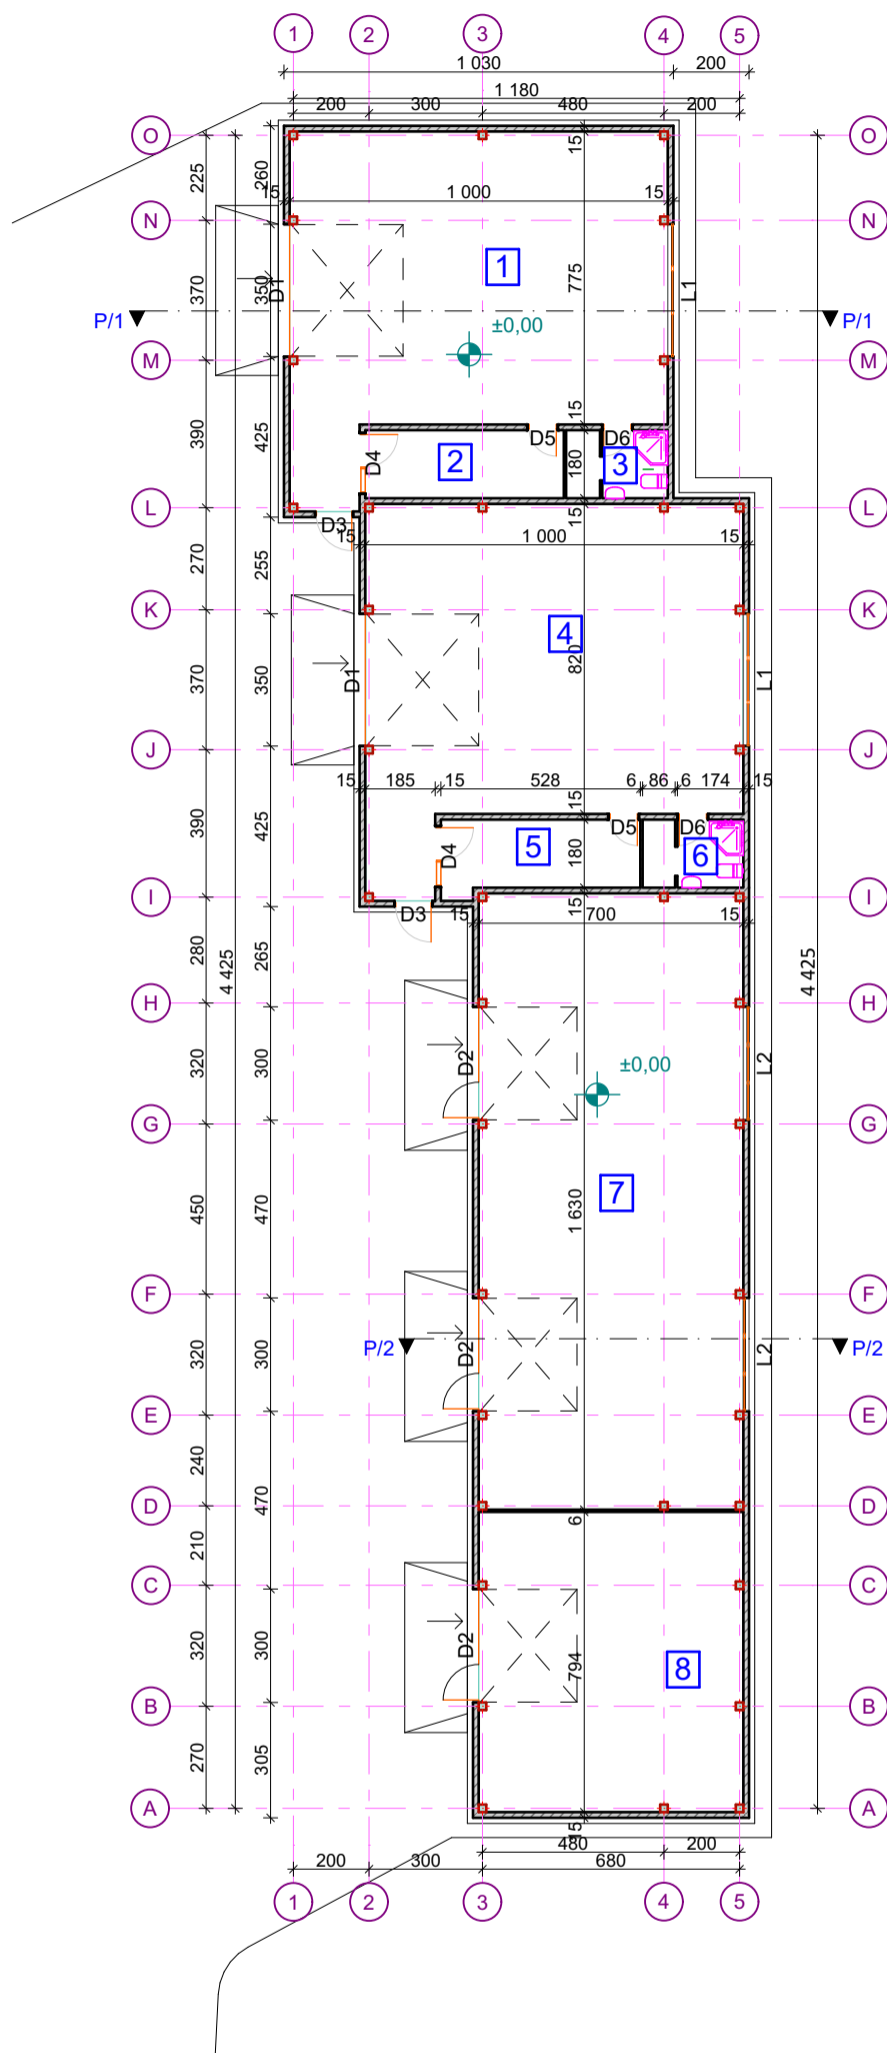 1 2 3 4 5
1 030 200
1 180
200 300 480 200
O 15 O
225 260
15 1 000 15
N N
1
370 350 D1 775 L1
P/1 P/1
±0,00
M M
390 425 15
D5 D6
D4 2 180 3
L 15 L
D3 15 1 000 15
270 255
K K
4
820
370 350 D1 L1
J J
15 185 15 528 6 86 6 174 15
15
390 425 D5 D6
D4 5 180 6
I 15 I
D3 15 700 15
280 265
4 425 4 425
H H
320 300 D2 ±0,00 L2
G G
7
450 470 1 630
F F
320 300 D2 L2
P/2 P/2
E E
240
470
D D
6
210
C C
320 300 D2 794 8
B B
270 305
A A
15
480 200
200 300 680
1 2 3 4 5